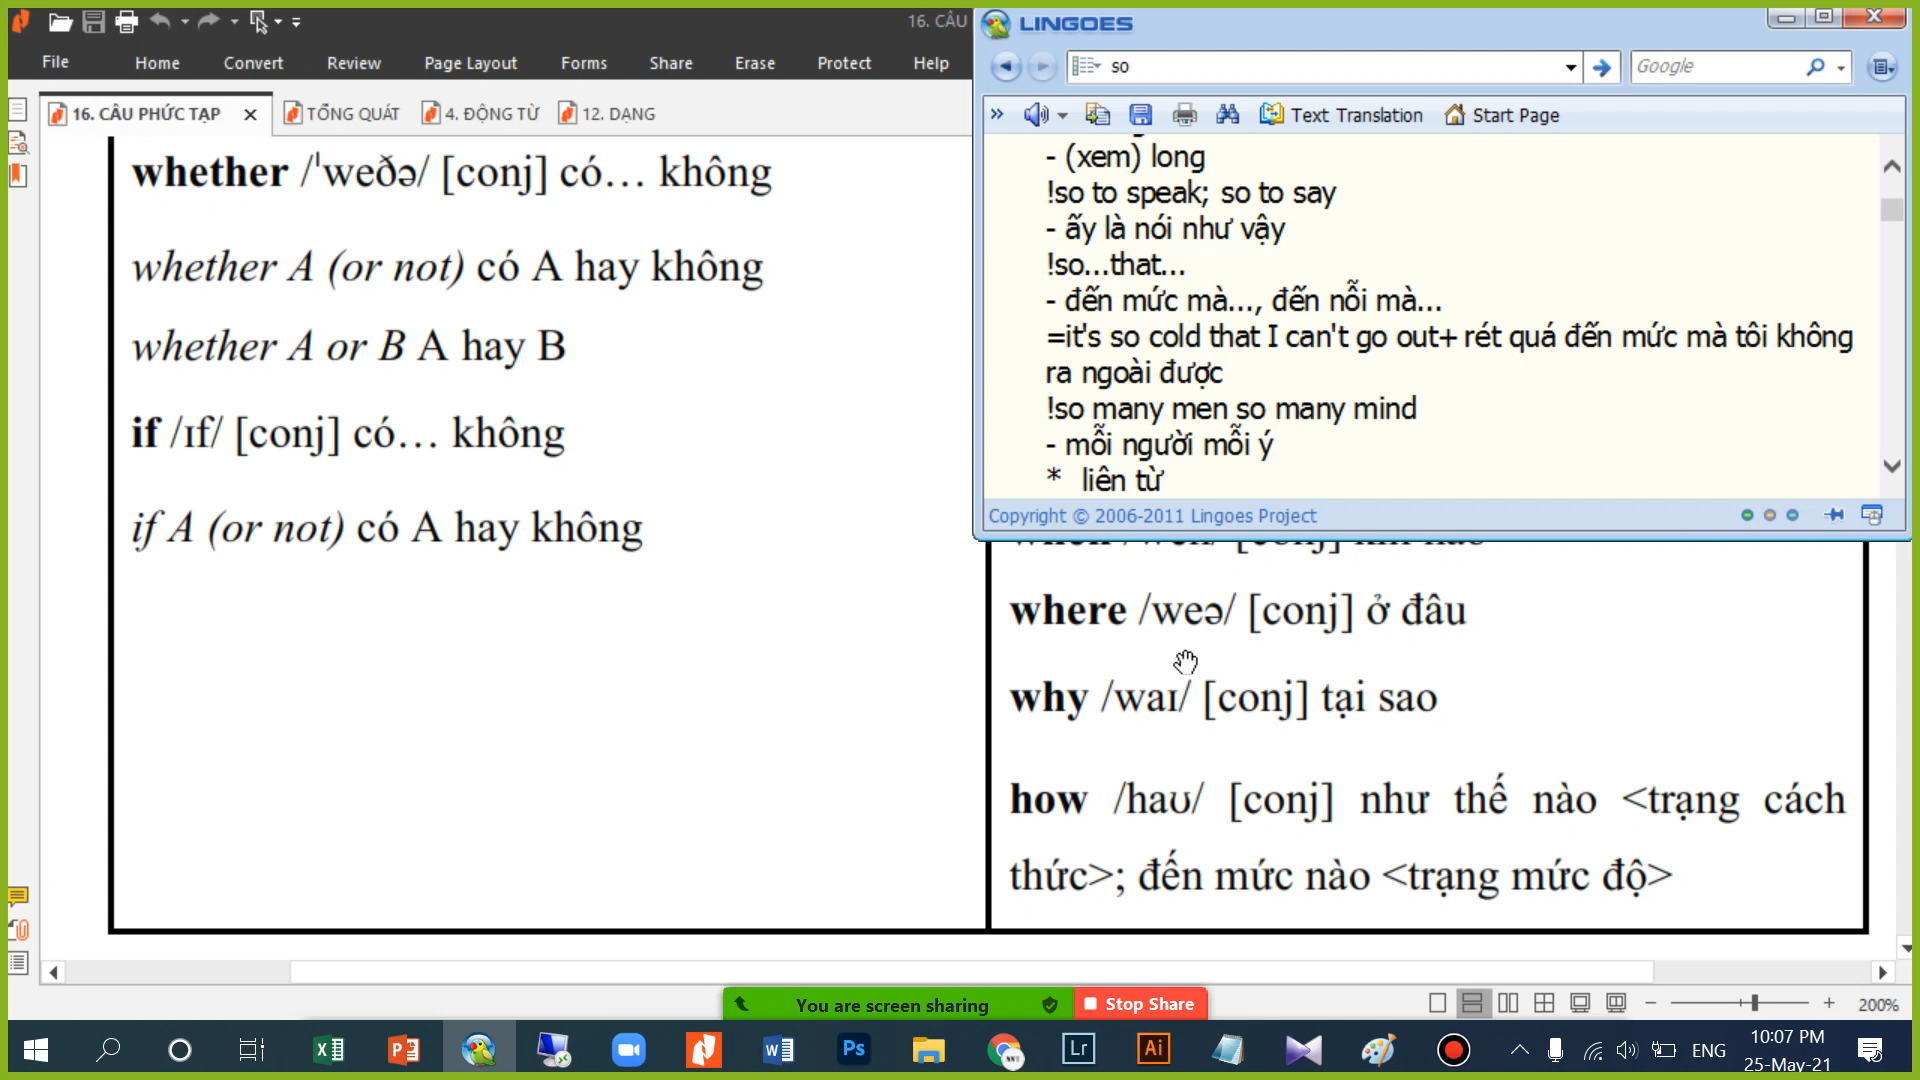 16. CÂU
LINGOES
File Home Convert Review Page Layout Forms Share Erase Protect Help
so
Google
16. CÂU PHỨC TẠP
TỔNG QUÁT
4. ĐỘNG TỪ
12. DẠNG
Text Translation
Start Page
whether /ˈweðə/ [conj] có… không
whether A (or not) có A hay không
whether A or B A hay B
if /ɪf/ [conj] có… không
if A (or not) có A hay không
- (xem) long
!so to speak; so to say
- ấy là nói như vậy
!so...that...
- đến mức mà..., đến nỗi mà...
=it's so cold that I can't go out+ rét quá đến mức mà tôi không
ra ngoài được
!so many men so many mind
- mỗi người mỗi ý
* liên từ
Copyright © 2006-2011 Lingoes Project
where /weə/ [conj] ở đâu
why /waɪ/ [conj] tại sao
how /haʊ/ [conj] như thế nào <trạng cách
thức>; đến mức nào <trạng mức độ>
You are screen sharing
Stop Share
200%
Ps
Lr
Ai
ENG
10:07 PM
25-May-21